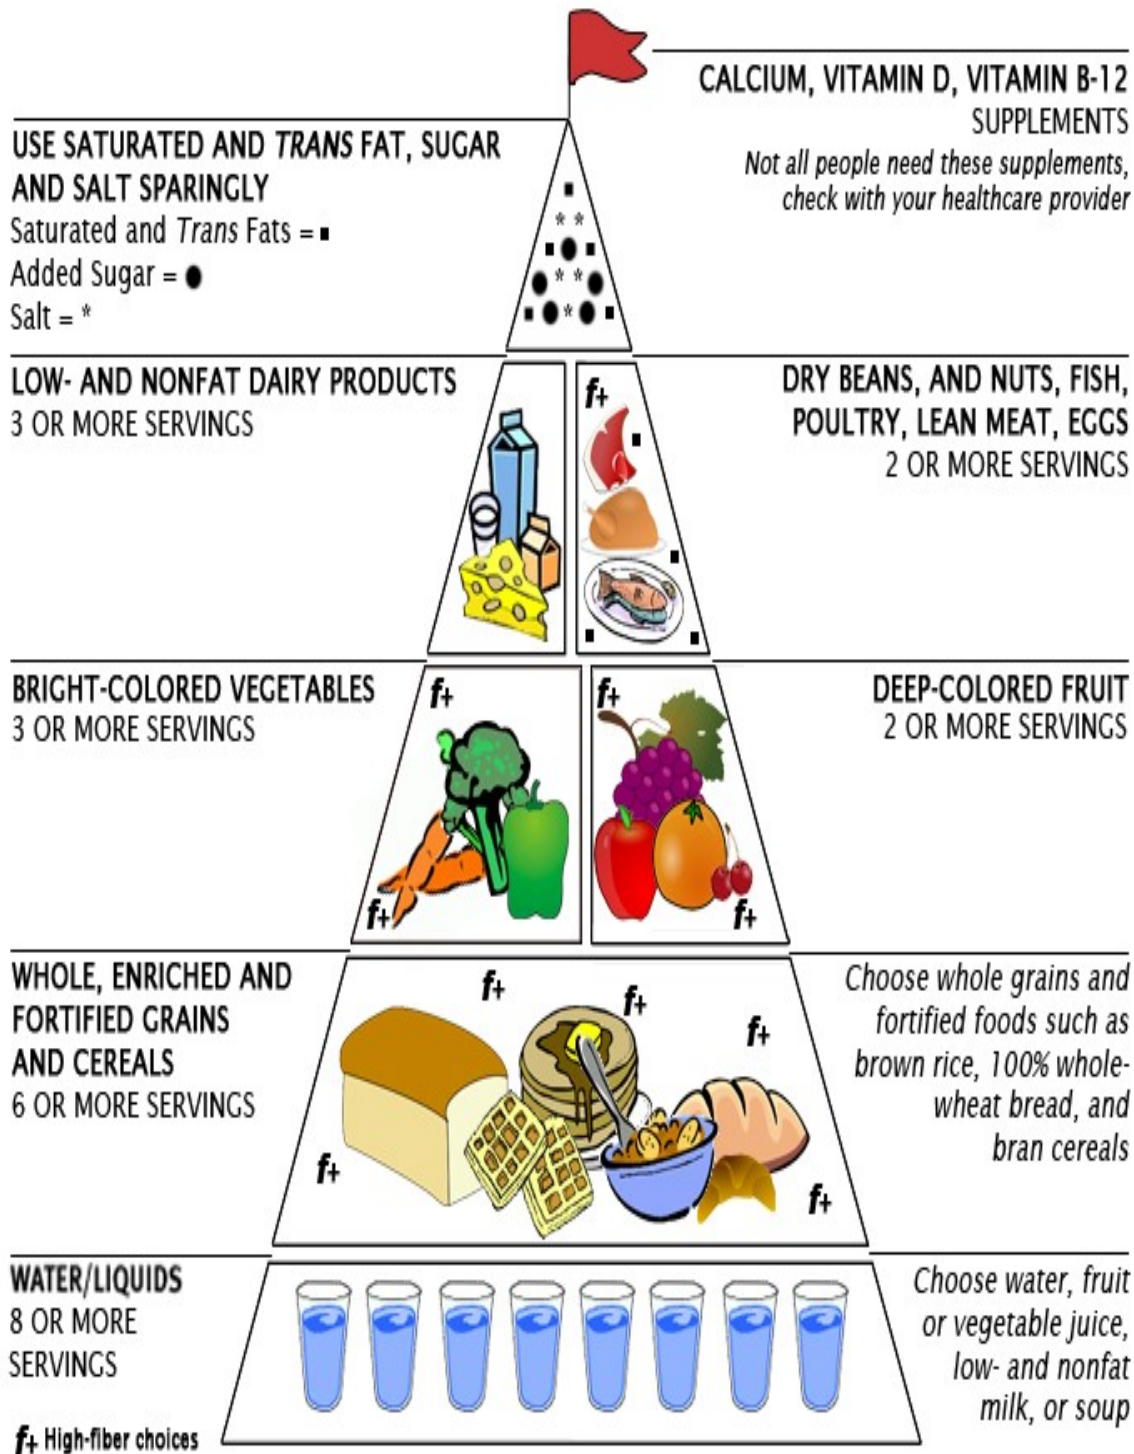 CALCIUM, VITAMIN D, VITAMIN B-12
SUPPLEMENTS
Not all people need these supplements,
check with your healthcare provider
USE SATURATED AND TRANS FAT, SUGAR
AND SALT SPARINGLY
Saturated and Trans Fats = ▪
Added Sugar = ●
Salt = *
LOW- AND NONFAT DAIRY PRODUCTS
3 OR MORE SERVINGS
f+
DRY BEANS, AND NUTS, FISH,
POULTRY, LEAN MEAT, EGGS
2 OR MORE SERVINGS
BRIGHT-COLORED VEGETABLES
3 OR MORE SERVINGS
f+
f+
f+
f+
DEEP-COLORED FRUIT
2 OR MORE SERVINGS
WHOLE, ENRICHED AND
FORTIFIED GRAINS
AND CEREALS
6 OR MORE SERVINGS
f+
f+
f+
f+
f+
Choose whole grains and
fortified foods such as
brown rice, 100% whole-
wheat bread, and
bran cereals
WATER/LIQUIDS
8 OR MORE
SERVINGS
Choose water, fruit
or vegetable juice,
low- and nonfat
milk, or soup
f+ High-fiber choices